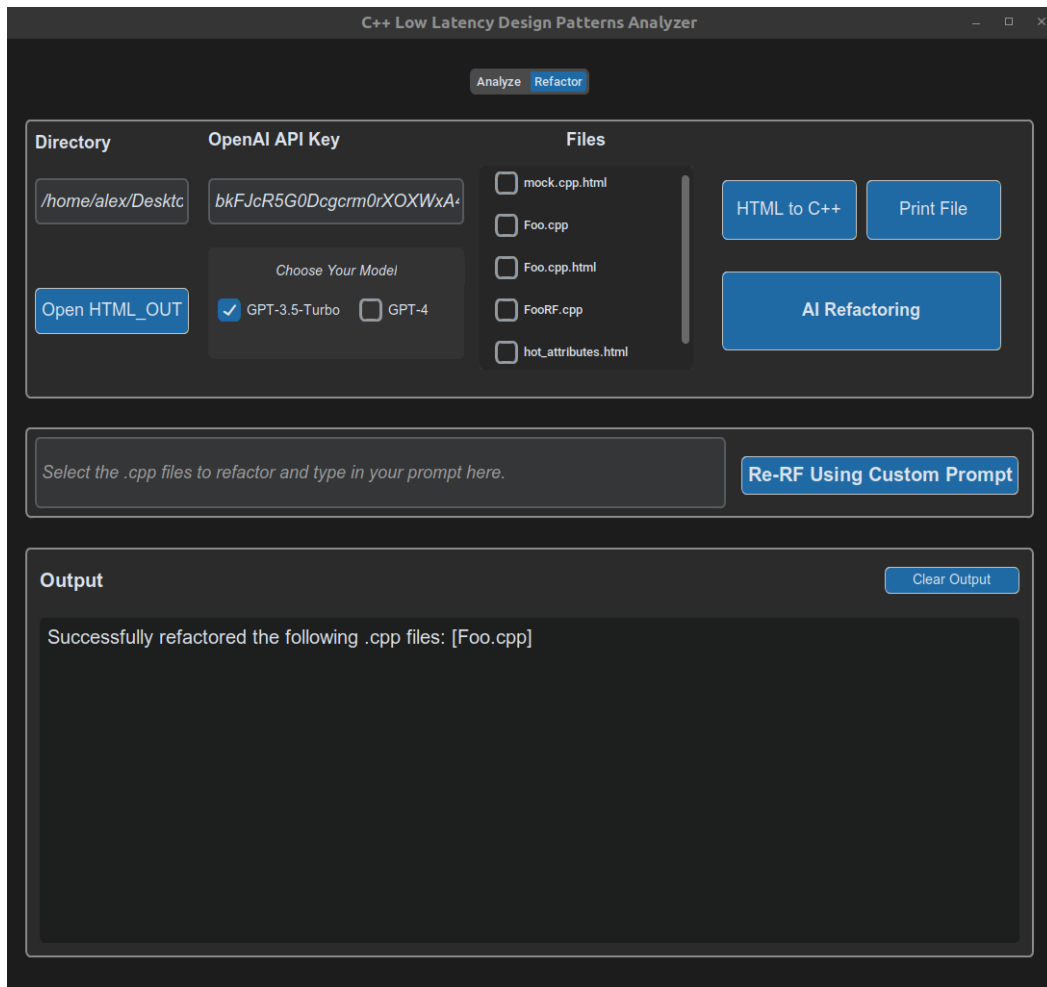 C++ Low Latency Design Patterns Analyzer
Analyze Refactor
Directory
OpenAI API Key
Files
/home/alex/Desktc
bkFJcR5G0Dcgcrm0rXOXWxA
mock.cpp.html
Foo.cpp
Foo.cpp.html
FooRF.cpp
hot_attributes.html
HTML to C++
Print File
Choose Your Model
Open HTML_OUT
GPT-3.5-Turbo
GPT-4
AI Refactoring
Select the .cpp files to refactor and type in your prompt here.
Re-RF Using Custom Prompt
Output
Clear Output
Successfully refactored the following .cpp files: [Foo.cpp]